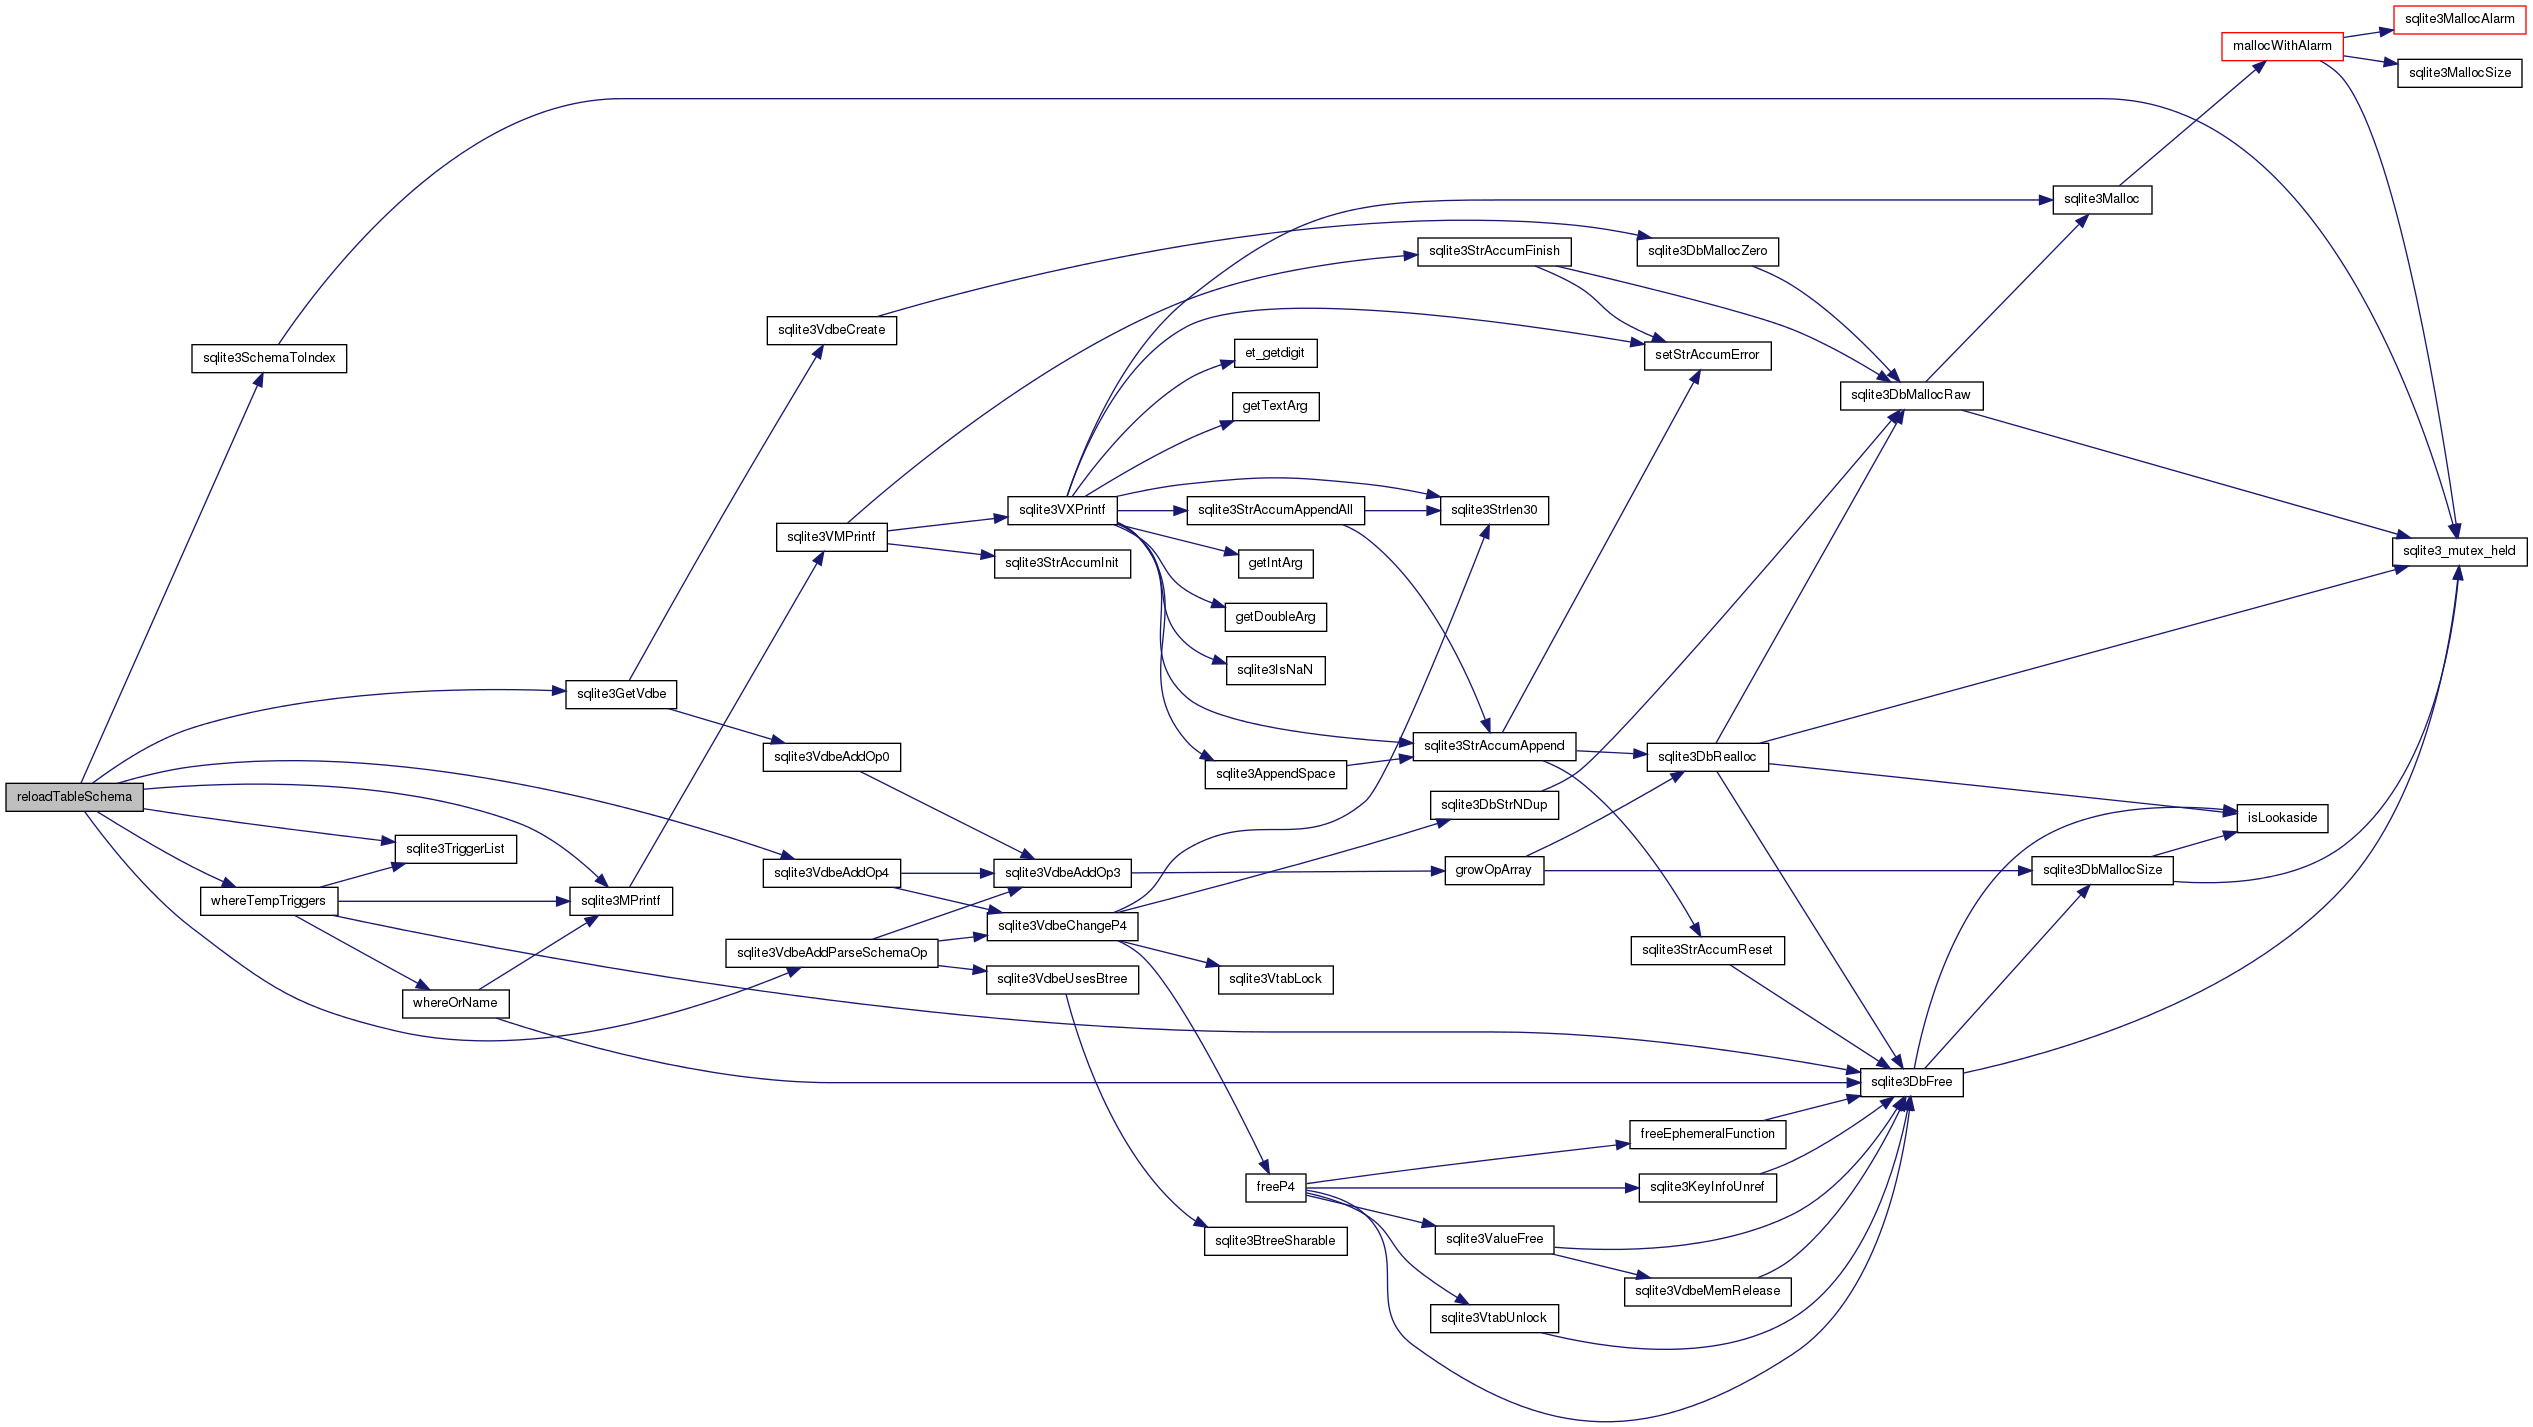 sqlite3MallocAlarm
mallocWithAlarm
sqlite3MallocSize
sqlite3Malloc
sqlite3StrAccumFinish
sqlite3DbMallocZero
sqlite3VdbeCreate
et_getdigit
setStrAccumError
sqlite3SchemaToIndex
sqlite3DbMallocRaw
getTextArg
sqlite3VXPrintf
sqlite3StrAccumAppendAll
sqlite3Strlen30
sqlite3VMPrintf
sqlite3_mutex_held
sqlite3StrAccumInit
getIntArg
getDoubleArg
sqlite3IsNaN
sqlite3GetVdbe
sqlite3StrAccumAppend
sqlite3VdbeAddOp0
sqlite3DbRealloc
sqlite3AppendSpace
reloadTableSchema
sqlite3DbStrNDup
isLookaside
sqlite3TriggerList
sqlite3VdbeAddOp4
sqlite3VdbeAddOp3
growOpArray
sqlite3DbMallocSize
whereTempTriggers
sqlite3MPrintf
sqlite3VdbeChangeP4
sqlite3VdbeAddParseSchemaOp
sqlite3StrAccumReset
sqlite3VdbeUsesBtree
sqlite3VtabLock
whereOrName
sqlite3DbFree
freeEphemeralFunction
freeP4
sqlite3KeyInfoUnref
sqlite3BtreeSharable
sqlite3ValueFree
sqlite3VdbeMemRelease
sqlite3VtabUnlock